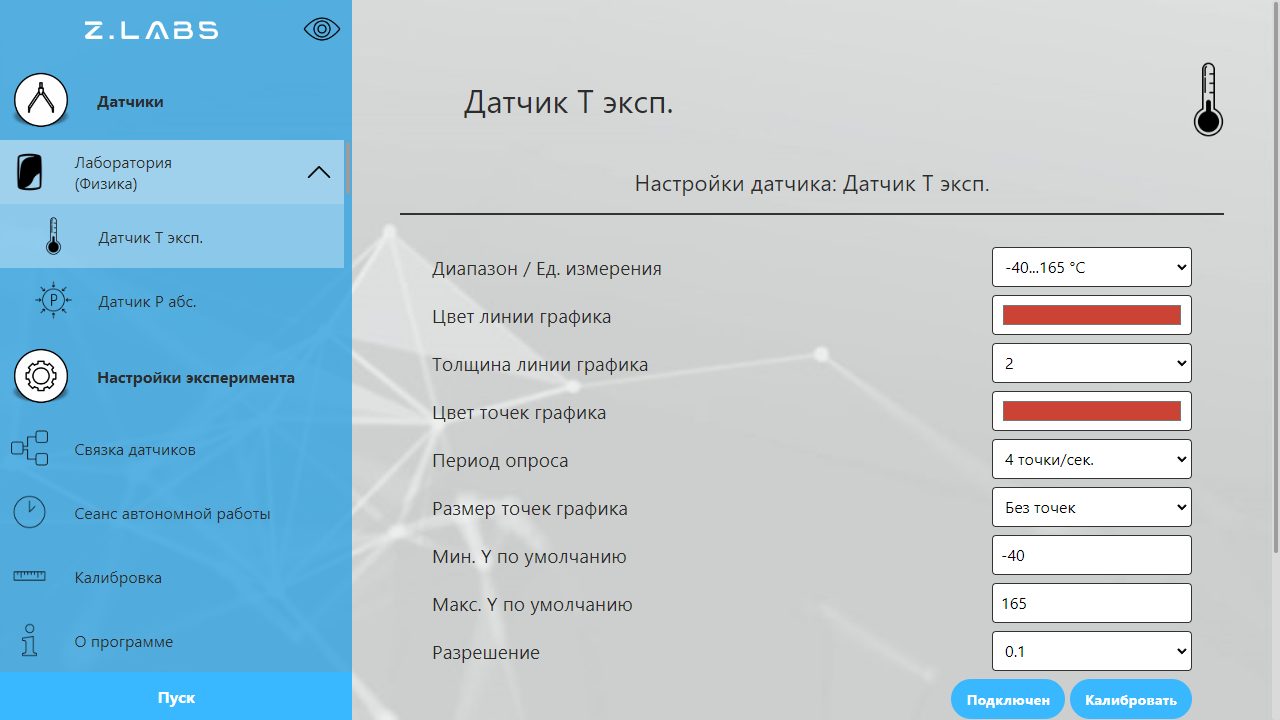 Z.LABS
Датчики
Лаборатория
(Физика)
Датчик Т эксп.
Датчик Р абс.
P
Настройки эксперимента
Связка датчиков
Сеанс автономной работы
Калибровка
О программе
Пуск
Датчик Т эксп.
Настройки датчика: Датчик Т эксп.
Диапазон / Ед. измерения
-40...165 °C
Цвет линии графика
Толщина линии графика
2
Цвет точек графика
Период опроса
4 точки/сек.
Размер точек графика
Без точек
Мин. Y по умолчанию
-40
Макс. Y по умолчанию
165
Разрешение
0.1
Подключен
Калибровать